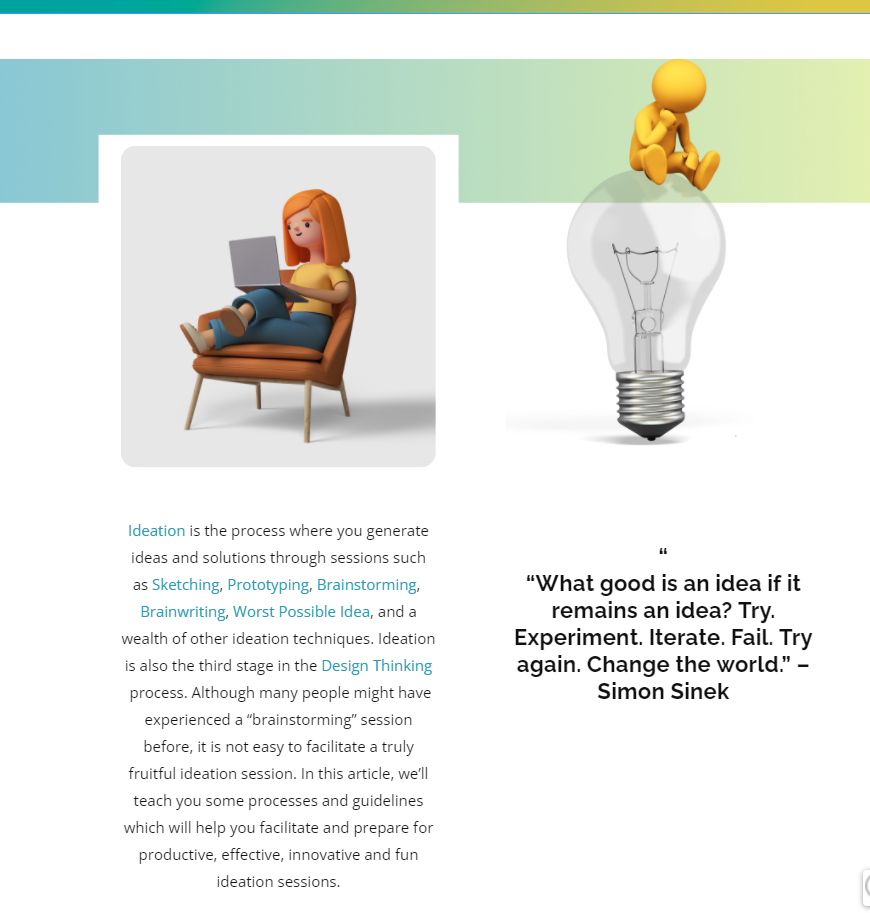 Ideation is the process where you generate
ideas and solutions through sessions such
as Sketching, Prototyping, Brainstorming,
Brainwriting, Worst Possible Idea, and a
wealth of other ideation techniques. Ideation
is also the third stage in the Design Thinking
process. Although many people might have
experienced a “brainstorming” session
before, it is not easy to facilitate a truly
fruitful ideation session. In this article, we’ll
teach you some processes and guidelines
which will help you facilitate and prepare for
productive, effective, innovative and fun
ideation sessions.
“
“What good is an idea if it
remains an idea? Try.
Experiment. Iterate. Fail. Try
again. Change the world.” –
Simon Sinek